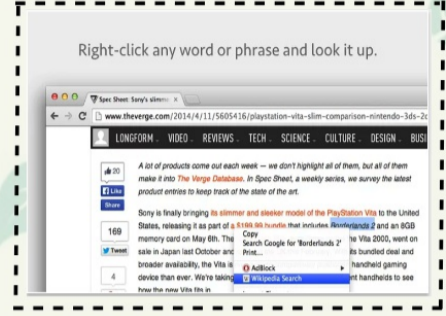 Right-click any word or phrase and look it up.
Spec Sheet: Sony's slimme
www.theverge.com/2014/4/11/5605416/playstation-vita-slim-comparison-nintendo-3ds-2d
LONGFORM VIDEO REVIEWS TECH SCIENCE CULTURE DESIGN BUSI
20
Like
Share
169
Tweet
4
A lot of products come out each week — we don't highlight all of them, but all of them
make it into The Verge Database. In Spec Sheet, a weekly series, we survey the latest
product entries to keep track of the state of the art.
Sony is finally bringing its slimmer and sleeker model of the PlayStation Vita to the United
States, releasing it as part of a $199.99 bundle that includes Borderlands 2 and an 8GB
memory card on May 6th. The
he Vita 2000, went on
sale in Japan last October and
its bundled deal and
broader availability, the Vita is
handheld gaming
device than ever. We're taking
nt handhelds to see
how the new Vita fits in
Copy
Search Google for 'Borderlands 2'
Print...
AdBlock
Wikipedia Search